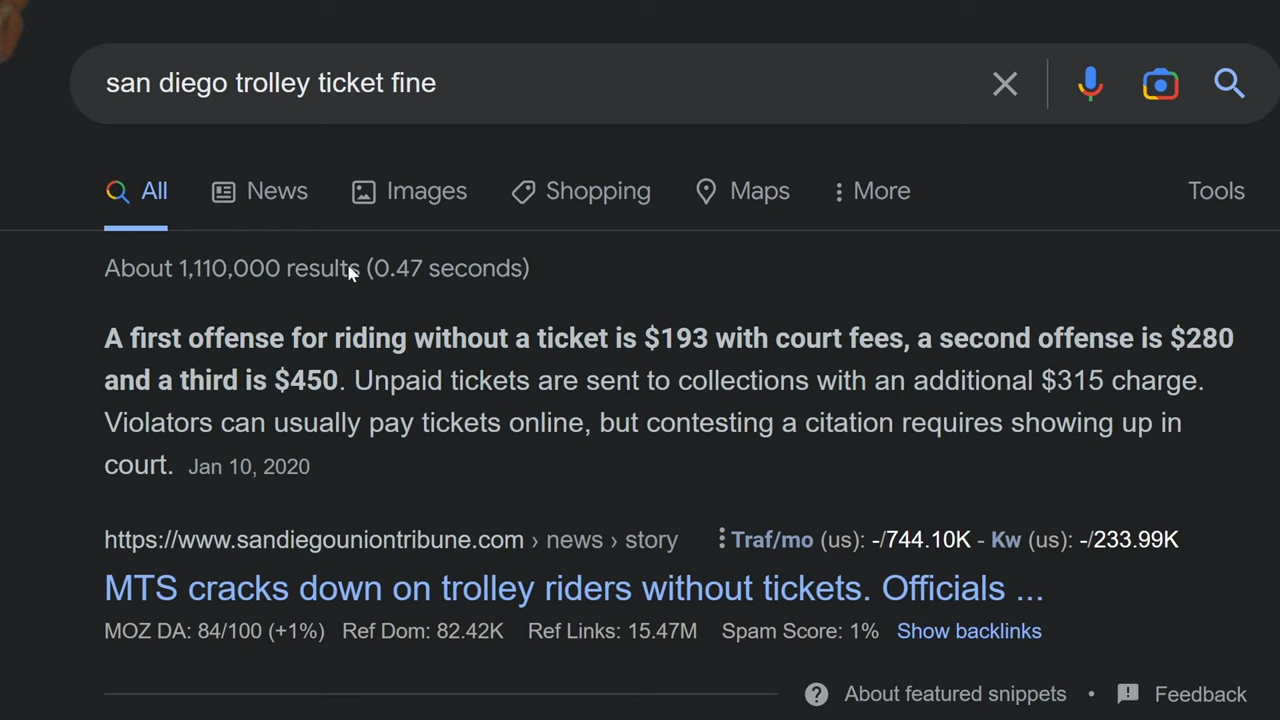 san diego trolley ticket fine
All News Images Shopping Maps More Tools
About 1,110,000 results (0.47 seconds)
A first offense for riding without a ticket is $193 with court fees, a second offense is $280
and a third is $450. Unpaid tickets are sent to collections with an additional $315 charge.
Violators can usually pay tickets online, but contesting a citation requires showing up in
court. Jan 10, 2020
https://www.sandiegouniontribune.com › news › story Traf/mo (us): -/744.10K - Kw (us): -/233.99K
MTS cracks down on trolley riders without tickets. Officials ...
MOZ DA: 84/100 (+1%) Ref Dom: 82.42K Ref Links: 15.47M Spam Score: 1% Show backlinks
About featured snippets • Feedback